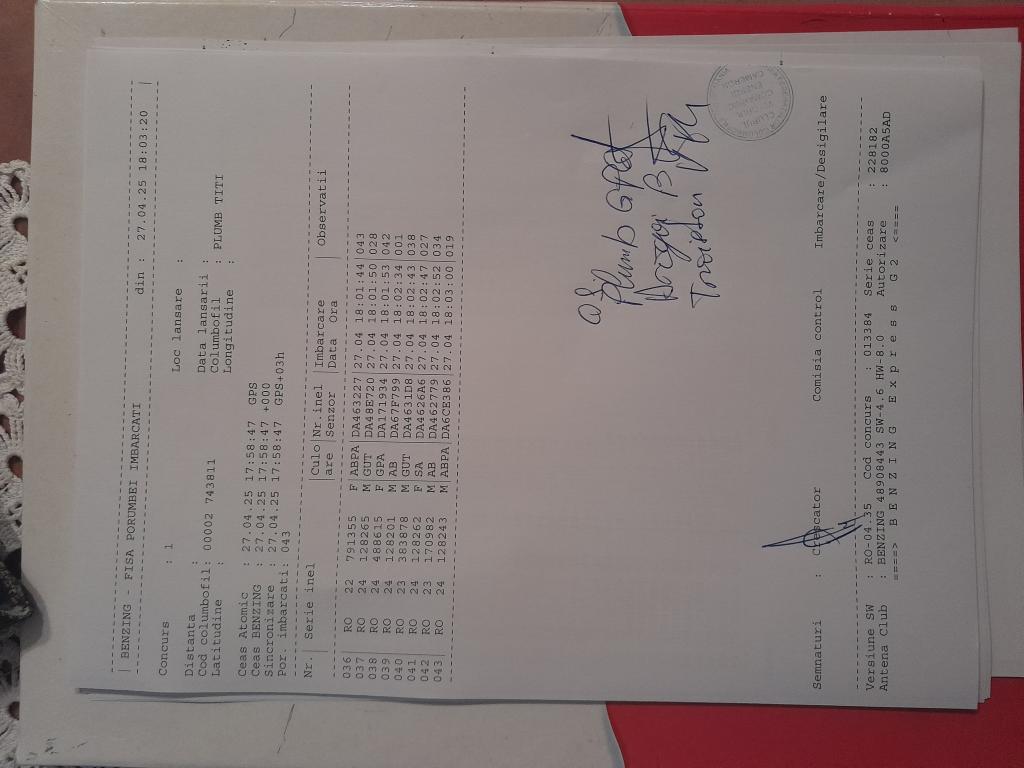 | BENZING - FISA PORUMBEI IMBARCATI din : 27.04.25 18:03:20 |
Concurs : 1 Loc lansare :
Distanta Data lansarii :
Cod columbofil: 00002 743811 Columbofil : PLUMB TITI
Latitudine : Longitudine :
Ceas Atomic : 27.04.25 17:58:47 GPS
Ceas BENZING : 27.04.25 17:58:47 +000
Sincronizare : 27.04.25 17:58:47 GPS+03h
Por. imbarcati: 043
Nr.| Serie inel |Culo|Nr.inel |Imbarcare | Observatii
|are |Senzor |Data Ora |
036| RO 22 791355 F|ABPA|DA463227|27.04 18:01:44|043
037| RO 24 128265 M|GUT |DA48E720|27.04 18:01:50|028
038| RO 24 488615 F|GPA |DA171934|27.04 18:01:53|042
039| RO 24 128201 M|AB |DA67F799|27.04 18:02:34|001
040| RO 23 383878 M|GUT |DA4631D8|27.04 18:02:43|038
041| RO 24 128262 F|SA |DA4626A6|27.04 18:02:47|027
042| RO 23 170982 M|AB |DA462779|27.04 18:02:52|034
043| RO 24 128243 M|ABPA|DA6CE386|27.04 18:03:00|019
Plumb
Semnaturi : Crescator Comisia control Imbarcare/Desigilare
Versiune SW : RO-04.35 Cod concurs : 013384 Serie ceas : 228182
Antena Club : BENZING 48908443 SW-4.6 HW-8.0 Autorizare : 8000A5AD
====> B E N Z I N G E x p r e s s G 2 <====